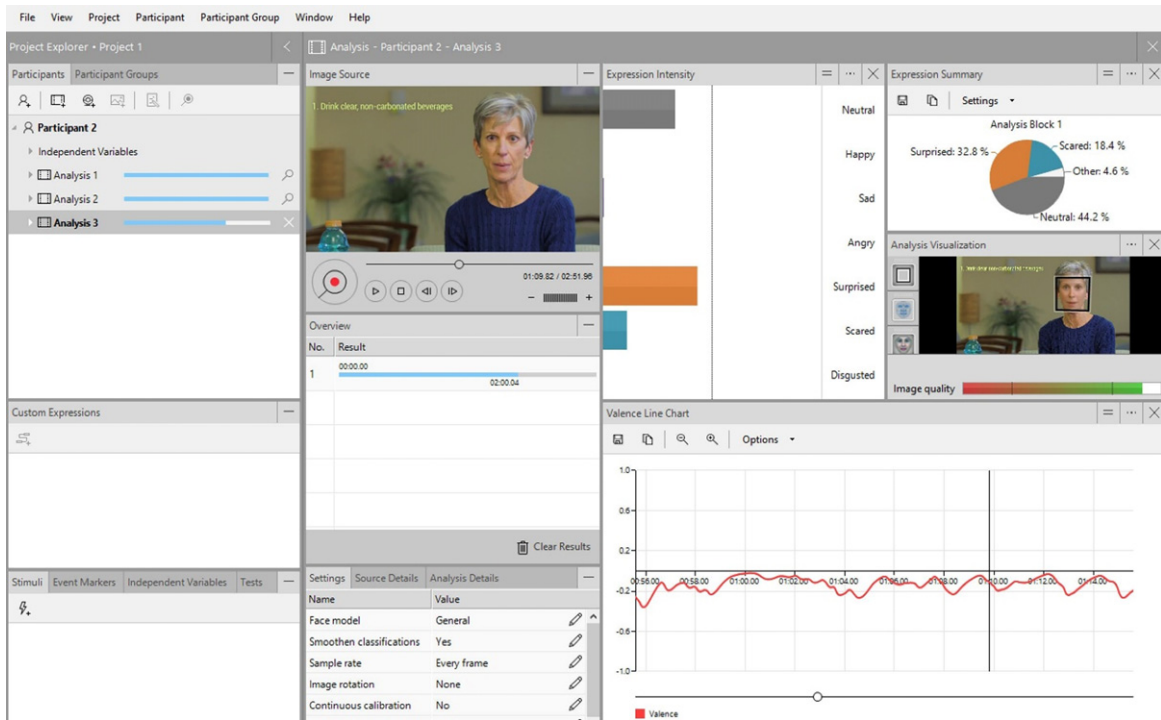 File View Project Participant Participant Group Window Help
Project Explorer • Project 1
Analysis - Participant 2 - Analysis 3
Participants Participant Groups
Participant 2
Independent Variables
Analysis 1
Analysis 2
Analysis 3
Custom Expressions
Stimuli Event Markers Independent Variables Tests
Image Source
1. Drink clear, non-carbonated beverages
01:09.82 / 02:51.96
Overview
No. Result
1
00:00.00
02:00.04
Clear Results
Settings Source Details Analysis Details
Name Value
Face model General
Smoothen classifications Yes
Sample rate Every frame
Image rotation None
Continuous calibration No
Expression Intensity
Neutral
Happy
Sad
Angry
Surprised
Scared
Disgusted
Expression Summary
Settings
Analysis Block 1
Surprised: 32.8 %
Scared: 18.4 %
Other: 4.6 %
Neutral: 44.2 %
Analysis Visualization
1. Drink clear, non-carbonated beverages
Image quality
Valence Line Chart
Options
1.0
0.6
0.2
00:56.00 00:58.00 01:00.00 01:02.00 01:04.00 01:06.00 01:08.00 01:10.00 01:12.00 01:14.00
-0.2
-0.6
-1.0
Valence